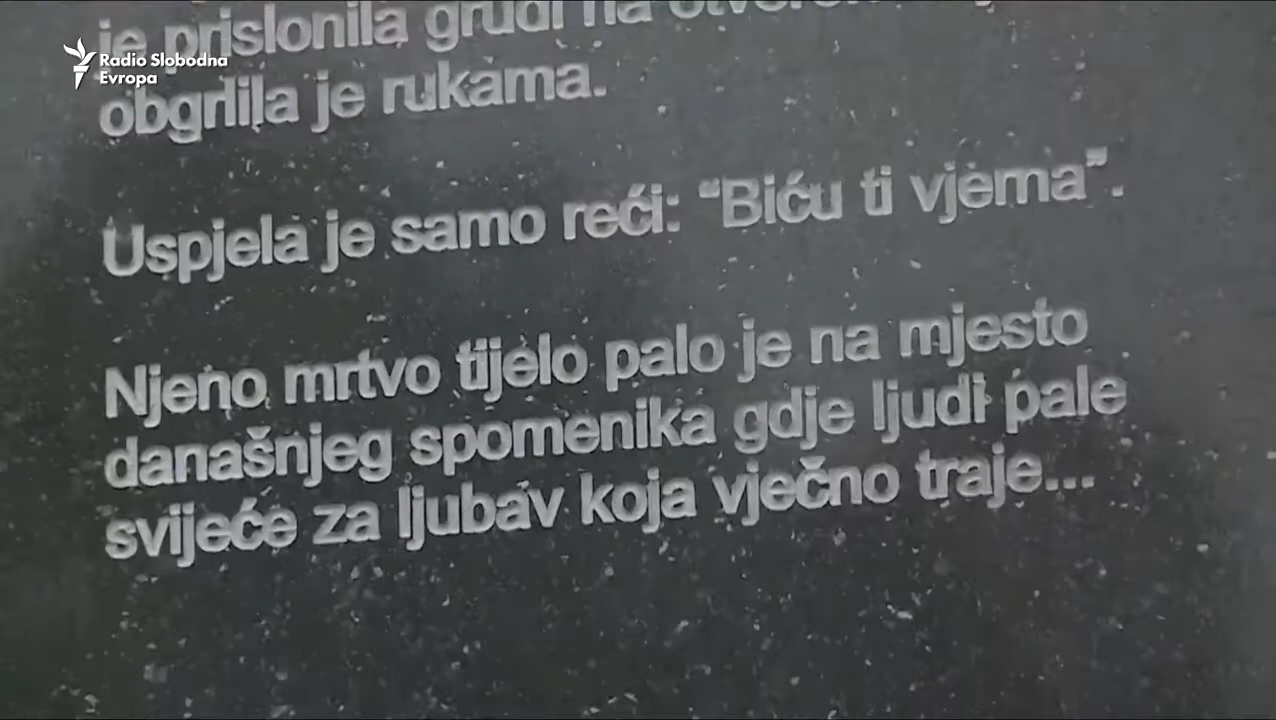 Radio Slobodna
Evropa
je prislonila grudi na
obgrlila je rukama.
Uspjela je samo reći: “Biću ti vjerna”.
Njeno mrtvo tijelo palo je na mjesto
današnjeg spomenika gdje ljudi pale
svijeće za ljubav koja vječno traje...